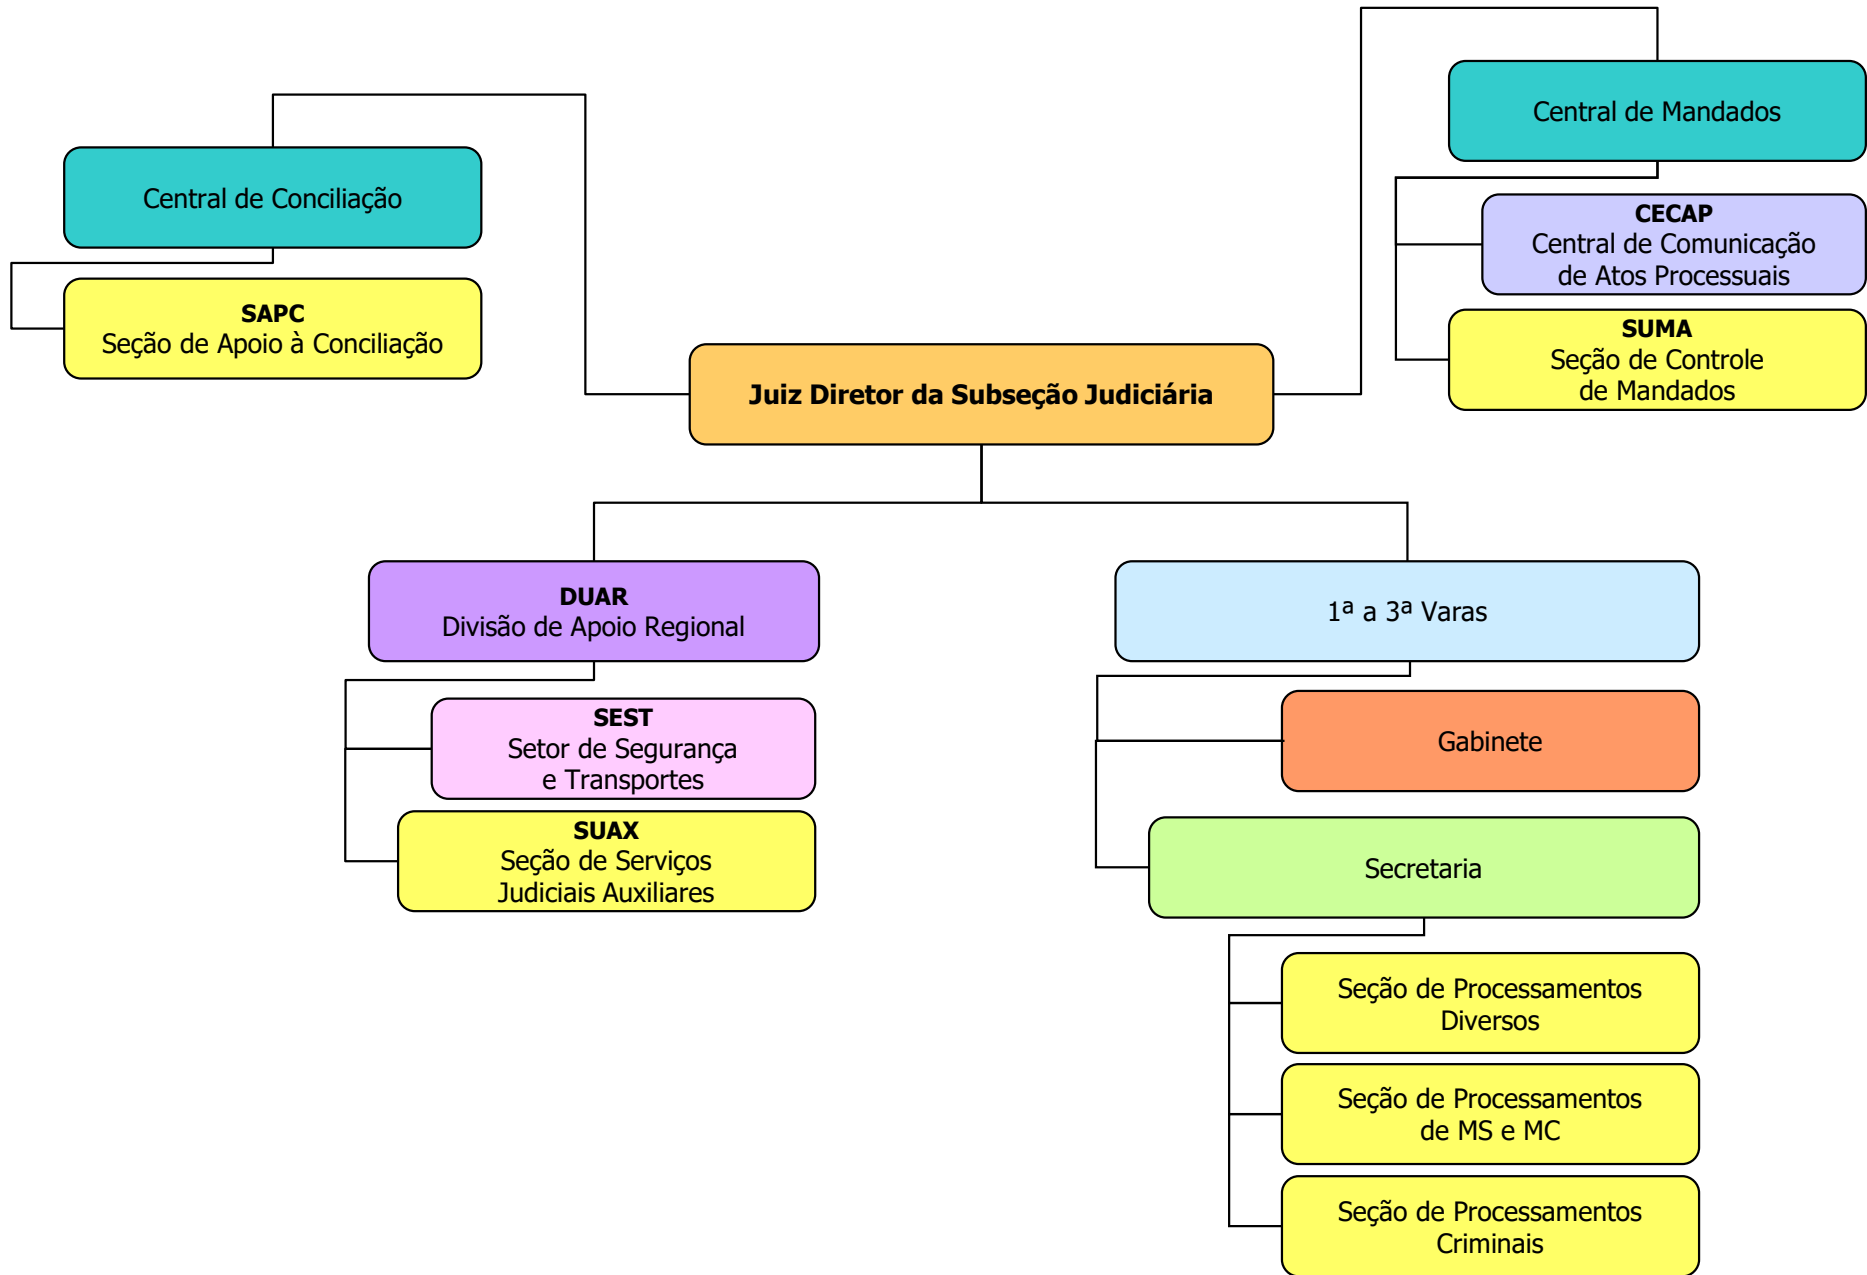 Central de Mandados
Central de Conciliação
CECAP
Central de Comunicação
de Atos Processuais
SAPC
Seção de Apoio à Conciliação
SUMA
Seção de Controle
de Mandados
Juiz Diretor da Subseção Judiciária
DUAR
Divisão de Apoio Regional
1ª a 3ª Varas
SEST
Setor de Segurança
e Transportes
Gabinete
SUAX
Seção de Serviços
Judiciais Auxiliares
Secretaria
Seção de Processamentos
Diversos
Seção de Processamentos
de MS e MC
Seção de Processamentos
Criminais